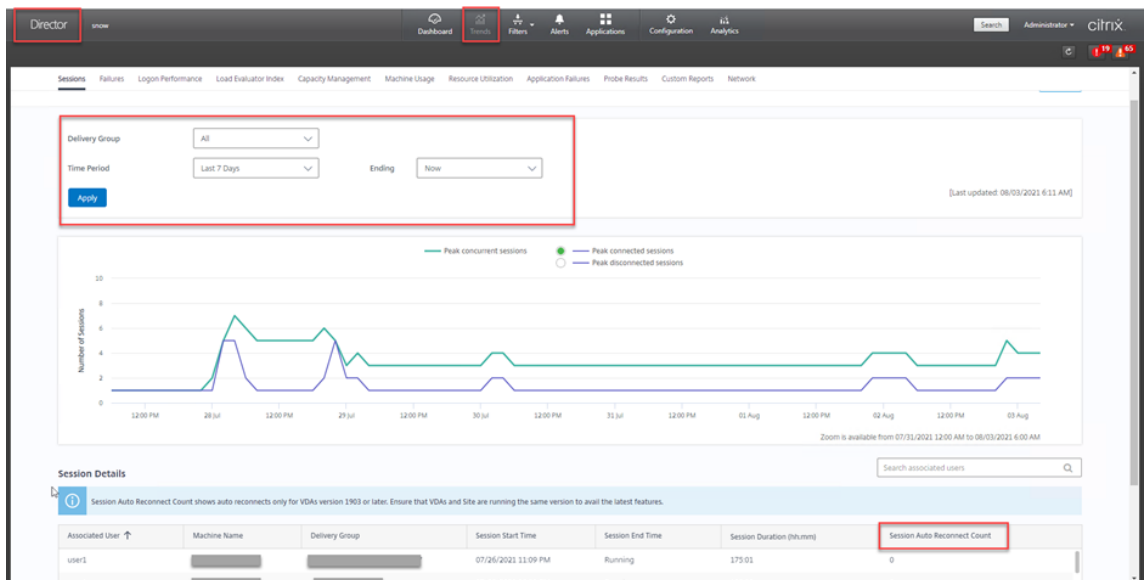 Director snow Dashboard Trends Filters Alerts Applications Configuration Analytics Search Administrator citrix
19 65
Sessions Failures Logon Performance Load Evaluator Index Capacity Management Machine Usage Resource Utilization Application Failures Probe Results Custom Reports Network
Delivery Group All
Time Period Last 7 Days Ending Now
Apply
[Last updated: 08/03/2021 6:11 AM]
Peak concurrent sessions Peak connected sessions
Peak disconnected sessions
Number of Sessions
10
8
6
4
2
0
12:00 PM 28 Jul 12:00 PM 29 Jul 12:00 PM 30 Jul 12:00 PM 31 Jul 12:00 PM 01 Aug 12:00 PM 02 Aug 12:00 PM 03 Aug
Zoom is available from 07/31/2021 12:00 AM to 08/03/2021 6:00 AM
Session Details Search associated users
Session Auto Reconnect Count shows auto reconnects only for VDAs version 1903 or later. Ensure that VDAs and Site are running the same version to avail the latest features.
Associated User Machine Name Delivery Group Session Start Time Session End Time Session Duration (hh:mm) Session Auto Reconnect Count
user1 07/26/2021 11:09 PM Running 175:01 0